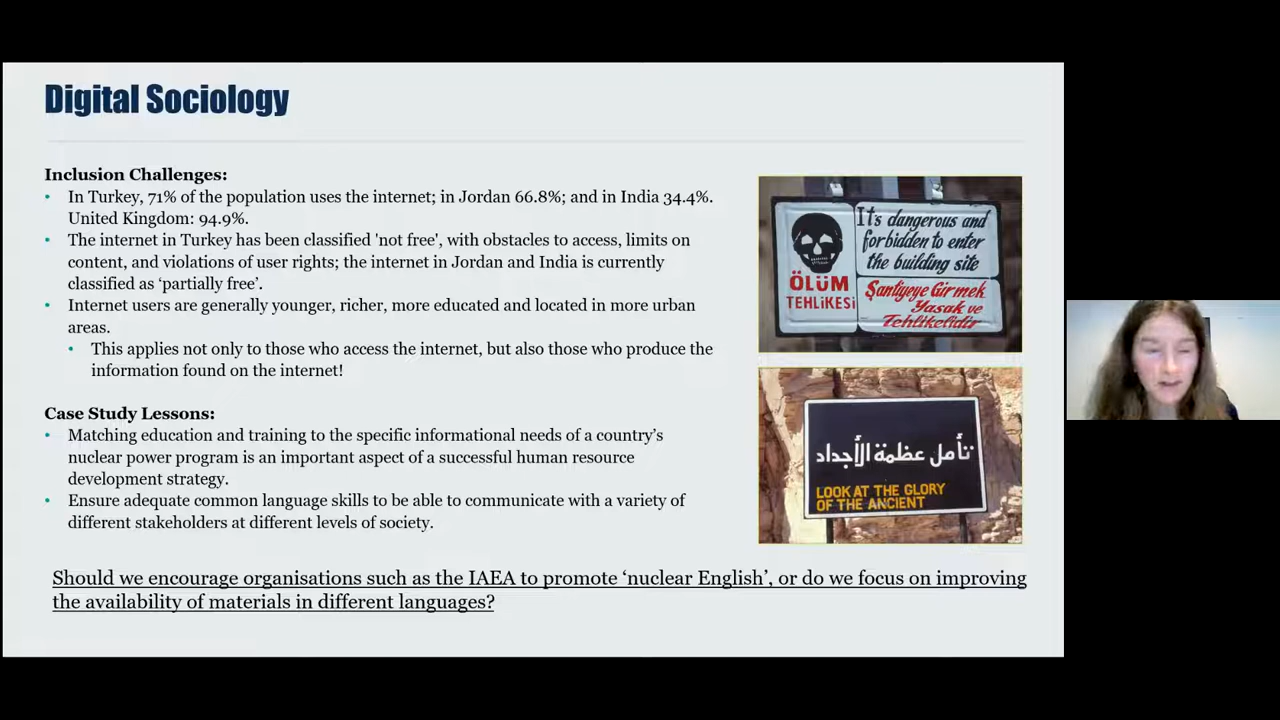 Digital Sociology
Inclusion Challenges:
• In Turkey, 71% of the population uses the internet; in Jordan 66.8%; and in India 34.4%.
United Kingdom: 94.9%.
• The internet in Turkey has been classified 'not free', with obstacles to access, limits on
content, and violations of user rights; the internet in Jordan and India is currently
classified as ‘partially free’.
• Internet users are generally younger, richer, more educated and located in more urban
areas.
• This applies not only to those who access the internet, but also those who produce the
information found on the internet!
Case Study Lessons:
• Matching education and training to the specific informational needs of a country’s
nuclear power program is an important aspect of a successful human resource
development strategy.
• Ensure adequate common language skills to be able to communicate with a variety of
different stakeholders at different levels of society.
Should we encourage organisations such as the IAEA to promote ‘nuclear English’, or do we focus on improving
the availability of materials in different languages?
ÖLÜM
TEHLİKESİ
It's dangerous and
forbidden to enter
the building site
Şantiyeye Girmek
Yasak ve
Tehlikelidir
تأمل عظمة الأجداد
LOOK AT THE GLORY
OF THE ANCIENT